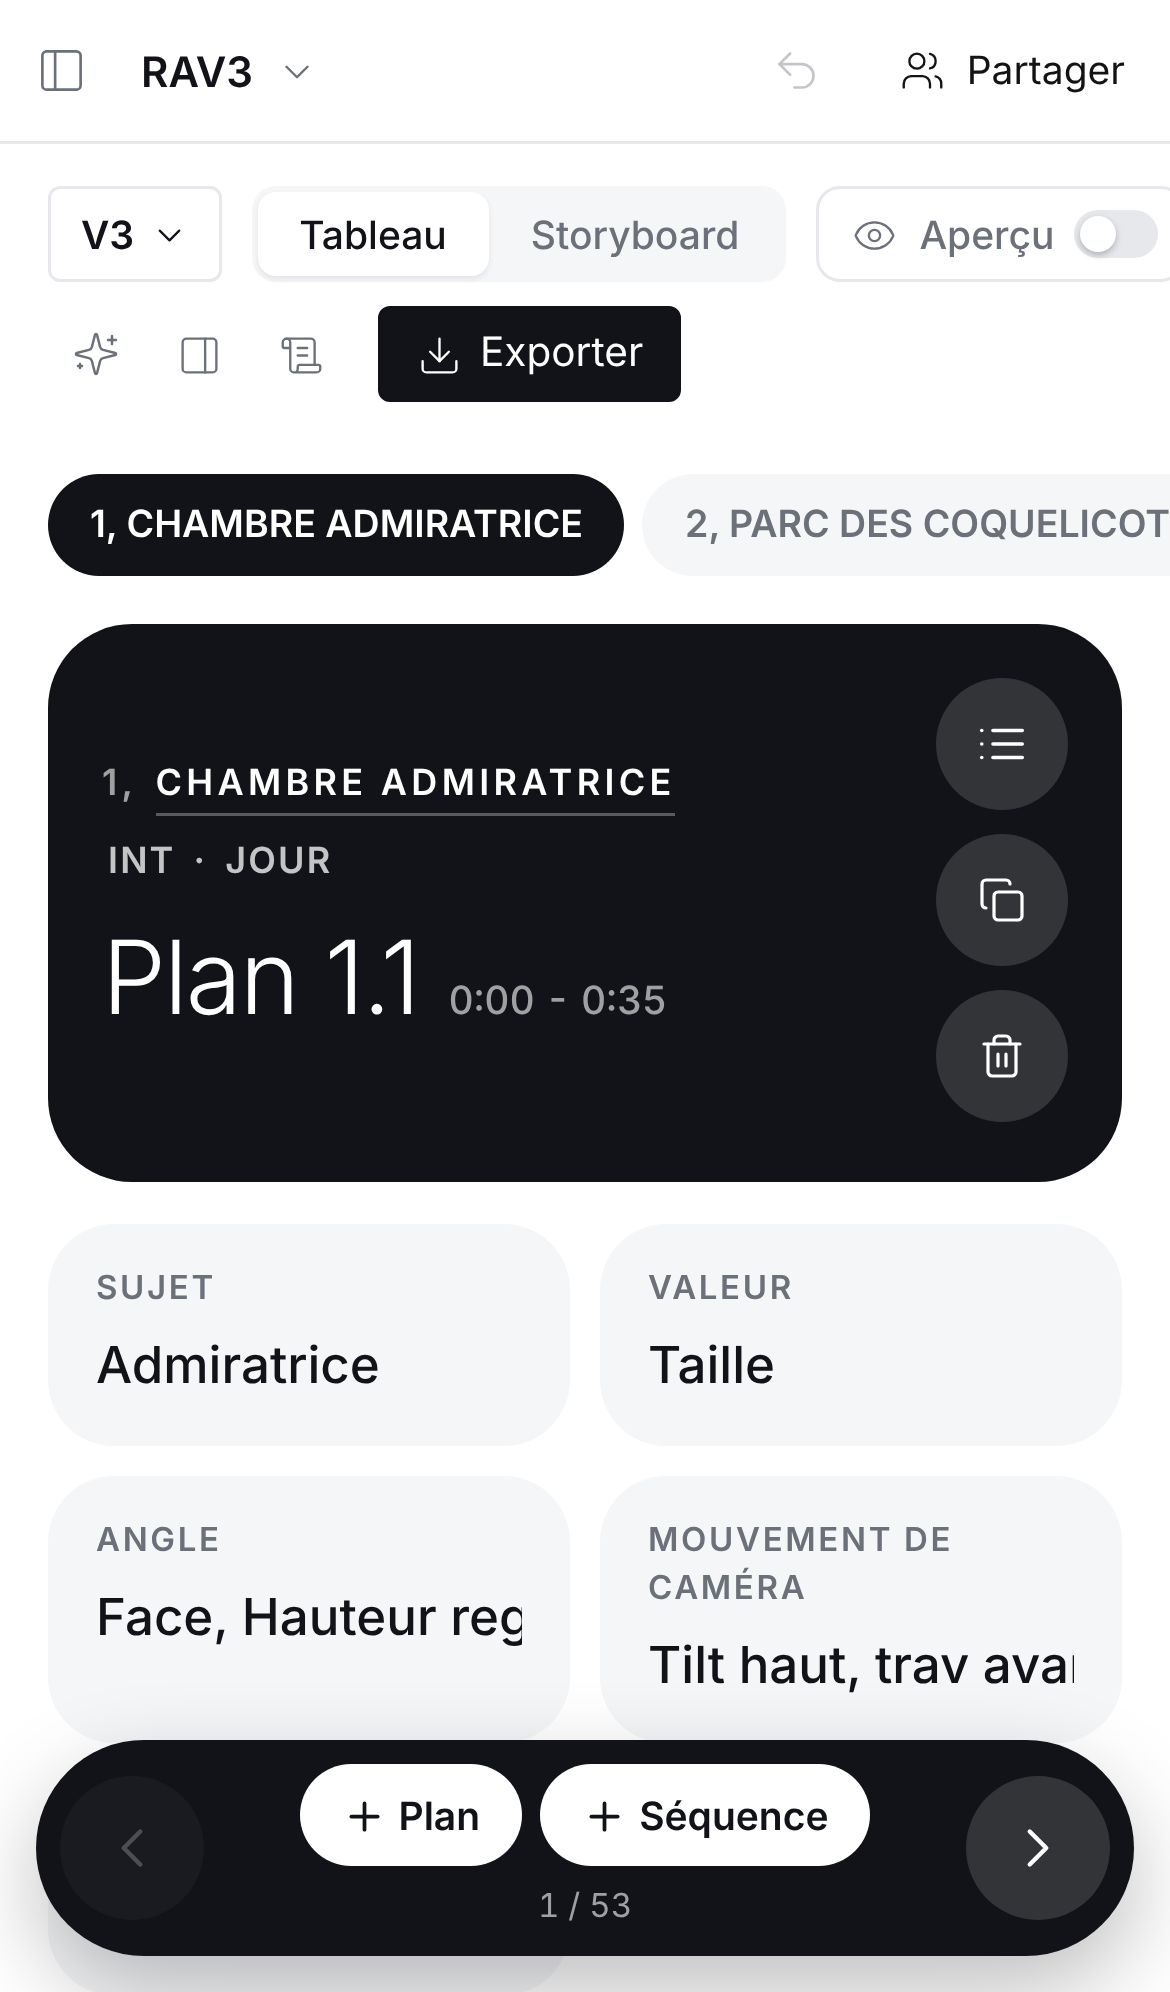 RAV3
Partager
V3
Tableau
Storyboard
Aperçu
Exporter
1, CHAMBRE ADMIRATRICE
2, PARC DES COQUELICOT
1, CHAMBRE ADMIRATRICE
INT · JOUR
Plan 1.1 0:00 - 0:35
SUJET
Admiratrice
VALEUR
Taille
ANGLE
Face, Hauteur reg
MOUVEMENT DE
CAMÉRA
Tilt haut, trav avan
+ Plan
+ Séquence
1 / 53